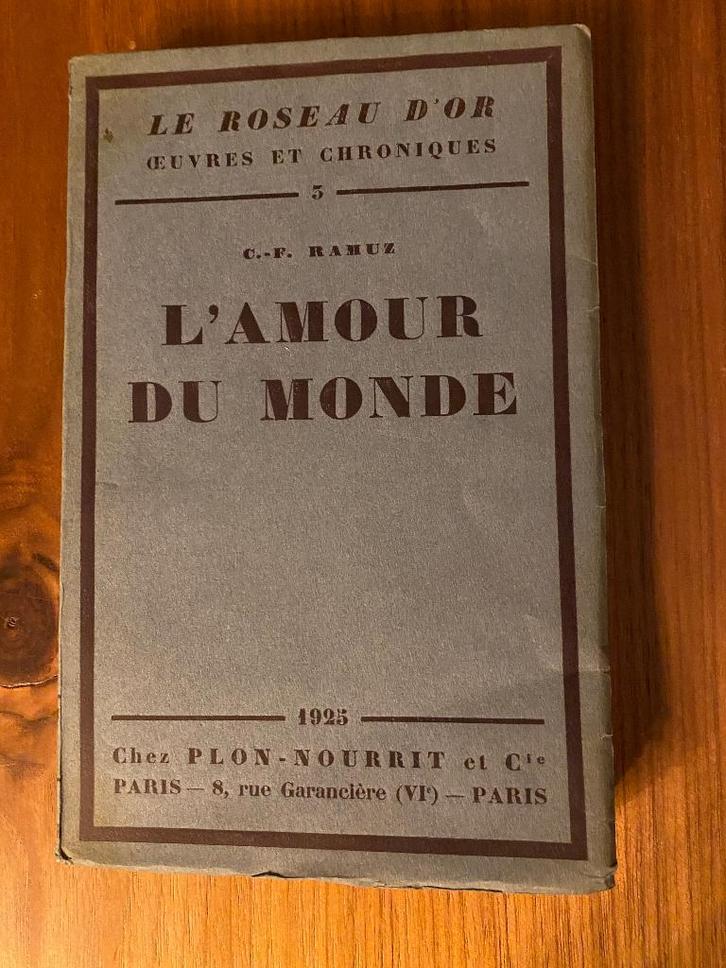 LE ROSEAU D'OR
ŒUVRES ET CHRONIQUES
5
C.-F. RAMUZ
L'AMOUR
DU MONDE
1925
Chez PLON-NOURRIT et Cie
PARIS — 8, rue Garancière (VIe) — PARIS